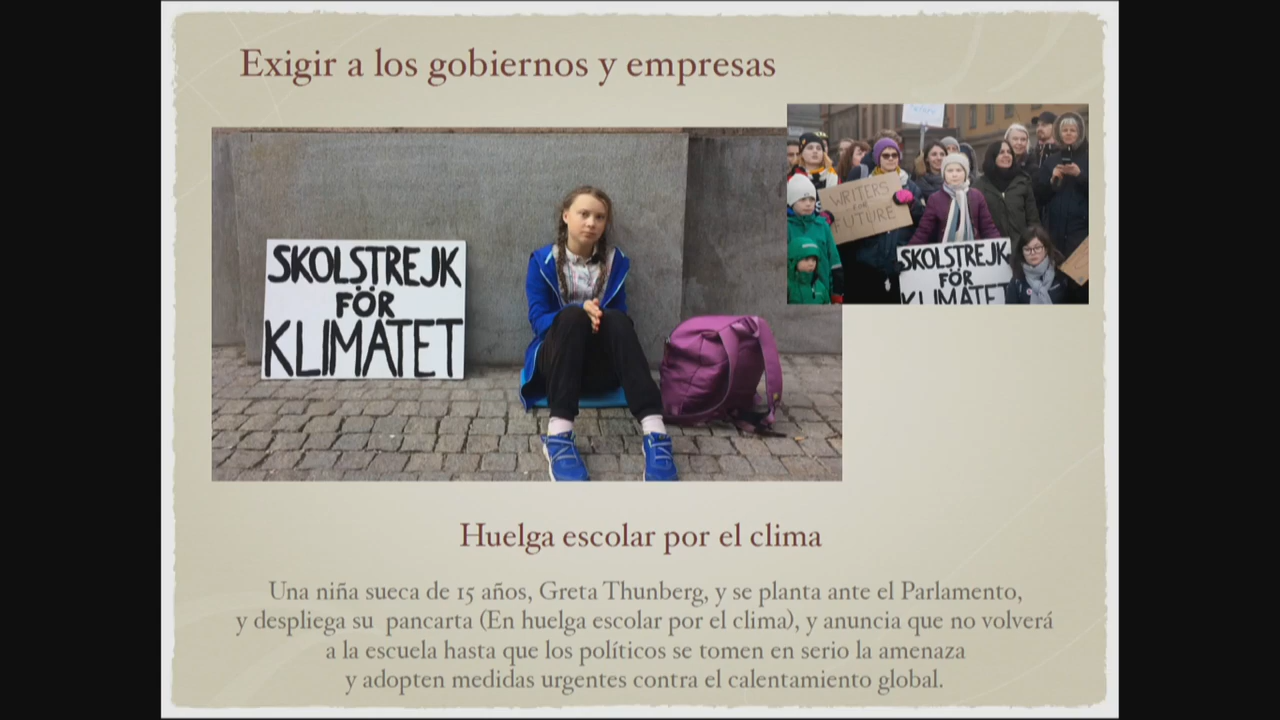 Exigir a los gobiernos y empresas
WRITERS
FOR
FUTURE
SKOLSTREJK
FÖR
KLIMATET
SKOLSTREJK
FÖR
KLIMATET
Huelga escolar por el clima
Una niña sueca de 15 años, Greta Thunberg, y se planta ante el Parlamento,
y despliega su pancarta (En huelga escolar por el clima), y anuncia que no volverá
a la escuela hasta que los políticos se tomen en serio la amenaza
y adopten medidas urgentes contra el calentamiento global.